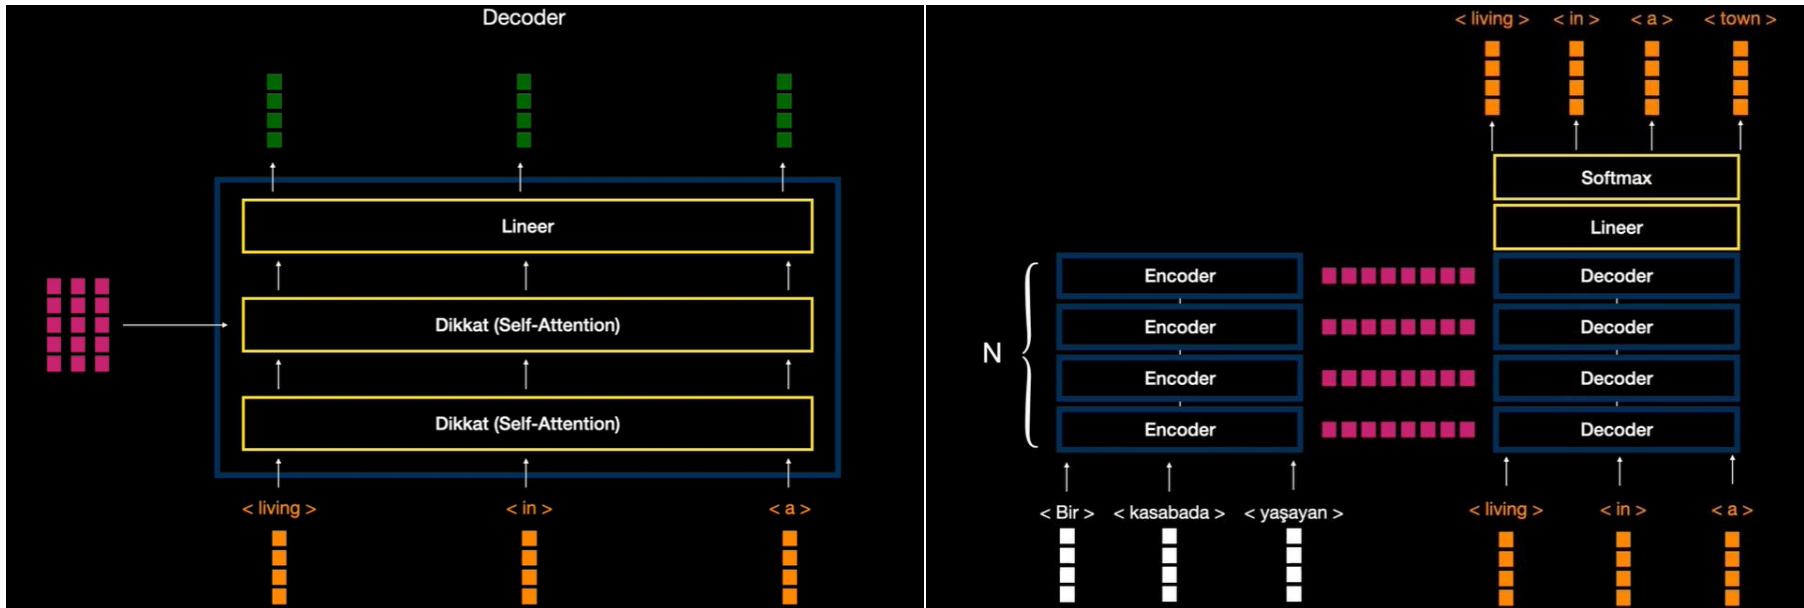 Decoder
Lineer
Dikkat (Self-Attention)
Dikkat (Self-Attention)
< living > < in > < a >
< living > < in > < a > < town >
Softmax
Lineer
Encoder Decoder
Encoder Decoder
N
Encoder Decoder
Encoder Decoder
< Bir > < kasabada > < yaşayan > < living > < in > < a >